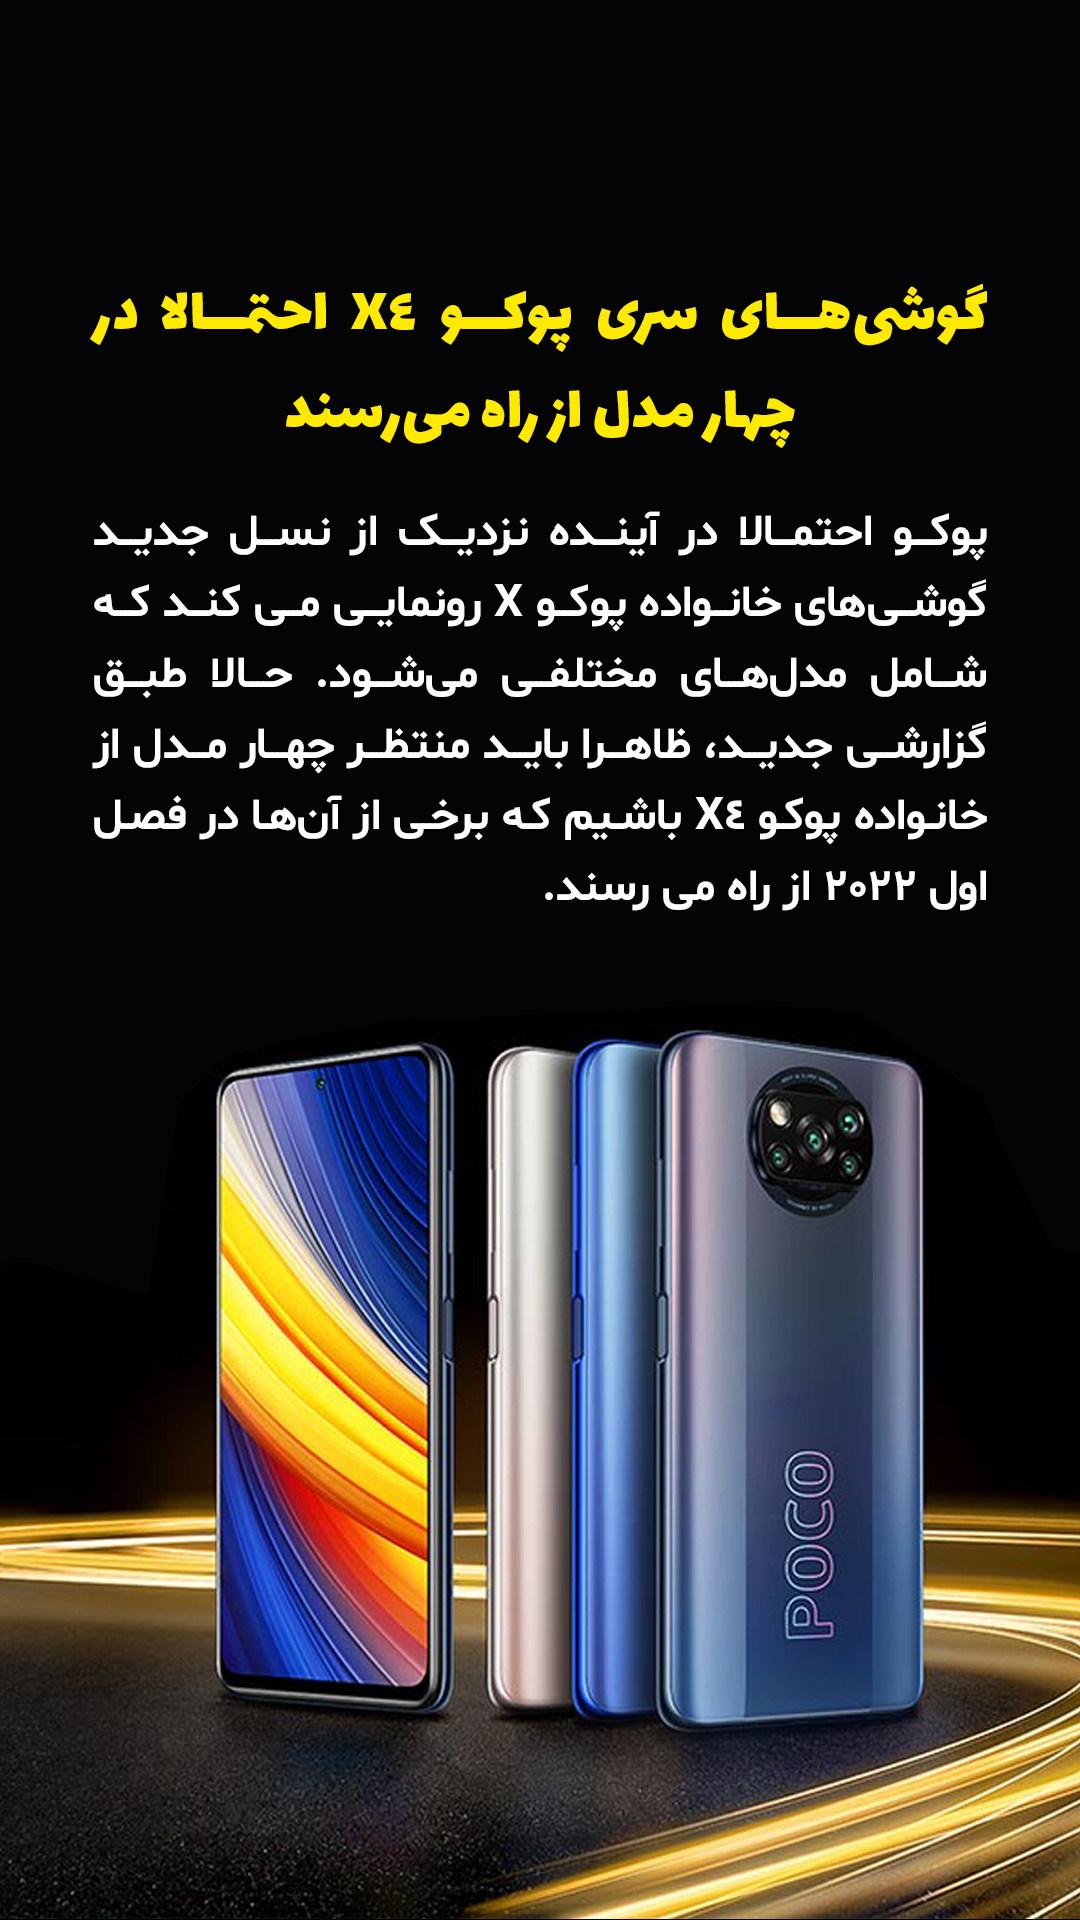 گوشی‌های سری پوکو X٤ احتمالا در
چهار مدل از راه می‌رسند
پوکو احتمالا در آینده نزدیک از نسل جدید
گوشی‌های خانواده پوکو X رونمایی می کند که
شامل مدل‌های مختلفی می‌شود. حالا طبق
گزارشی جدید، ظاهرا باید منتظر چهار مدل از
خانواده پوکو X٤ باشیم که برخی از آن‌ها در فصل
اول ۲۰۲۲ از راه می رسند.
POCO